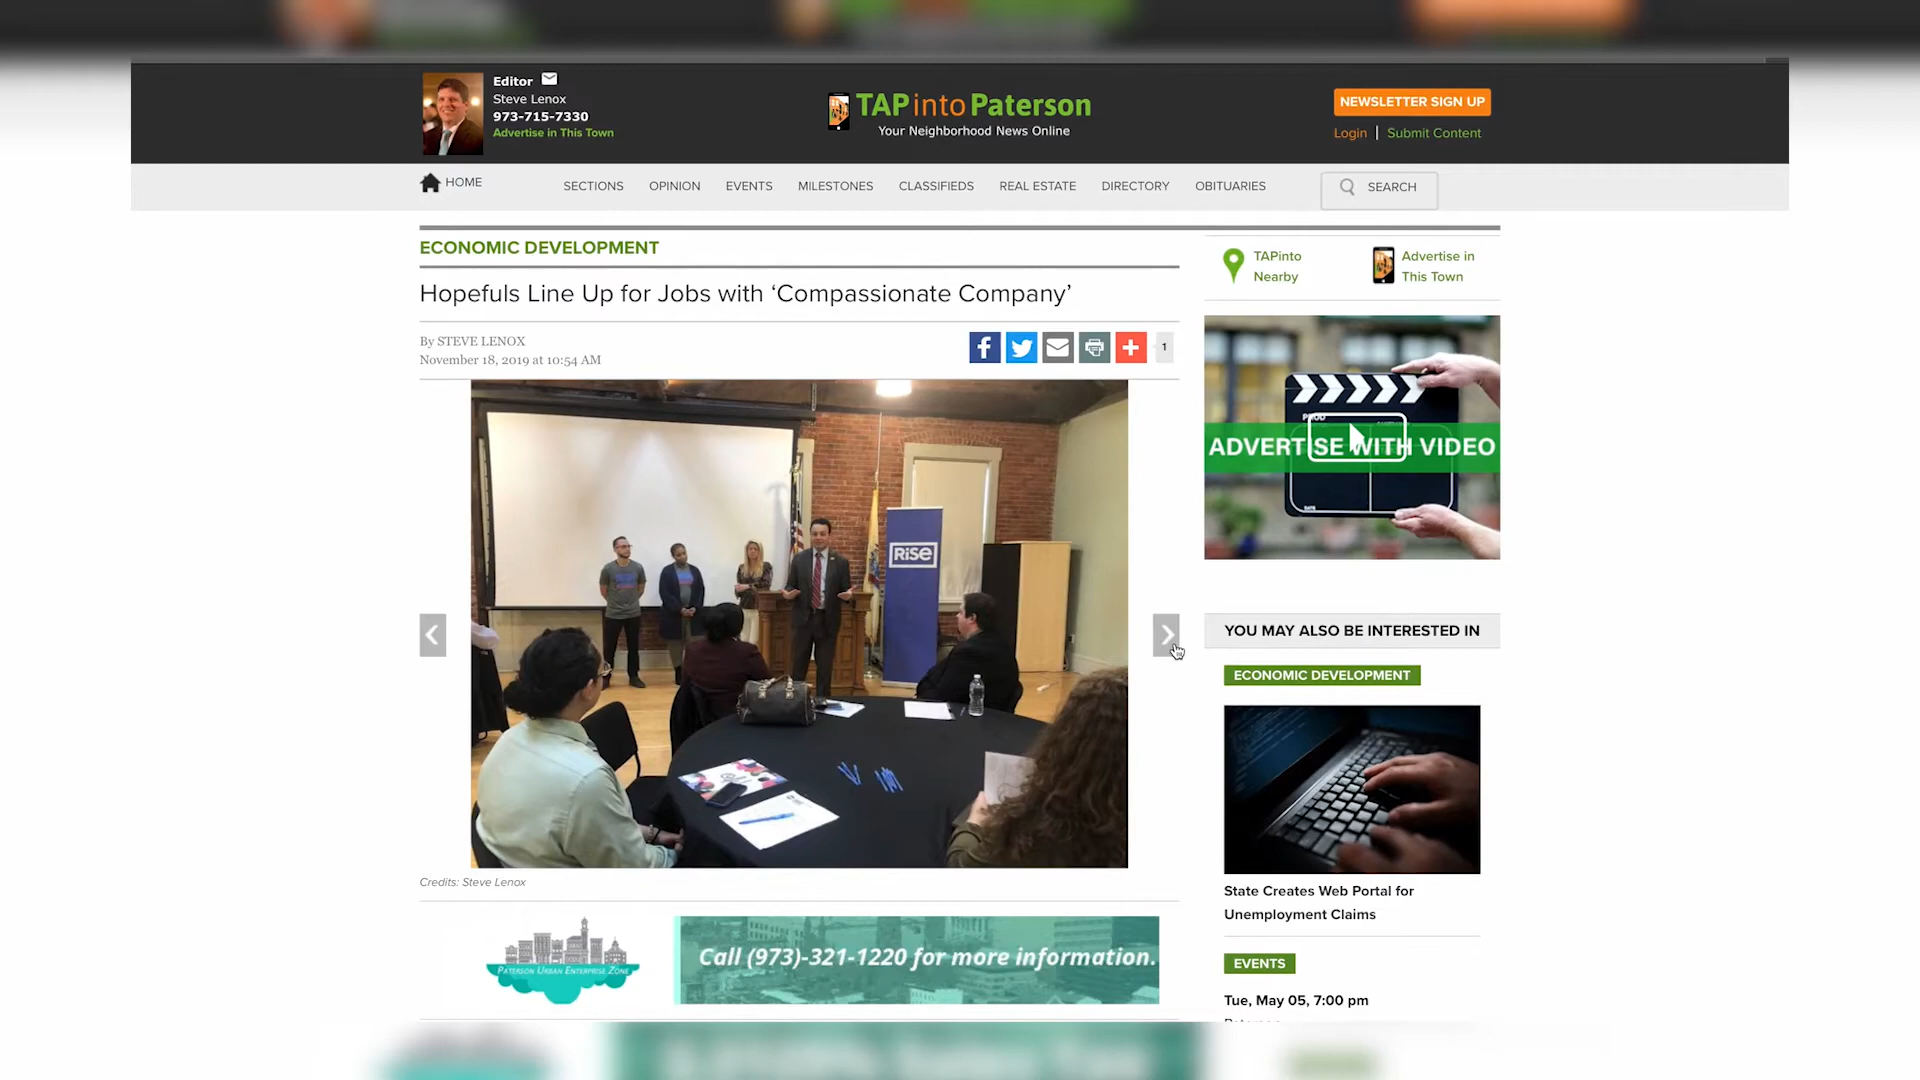 Editor
Steve Lenox
973-715-7330
Advertise in This Town
TAPintoPaterson
Your Neighborhood News Online
NEWSLETTER SIGN UP
Login | Submit Content
HOME
SECTIONS
OPINION
EVENTS
MILESTONES
CLASSIFIEDS
REAL ESTATE
DIRECTORY
OBITUARIES
SEARCH
ECONOMIC DEVELOPMENT
Hopefuls Line Up for Jobs with ‘Compassionate Company’
By STEVE LENOX
November 18, 2019 at 10:54 AM
1
RISE
Credits: Steve Lenox
PATERSON URBAN ENTERPRISE ZONE
Call (973)-321-1220 for more information.
TAPinto
Nearby
Advertise in
This Town
PROD
ADVERTISE WITH VIDEO
DATE
YOU MAY ALSO BE INTERESTED IN
ECONOMIC DEVELOPMENT
State Creates Web Portal for
Unemployment Claims
EVENTS
Tue, May 05, 7:00 pm